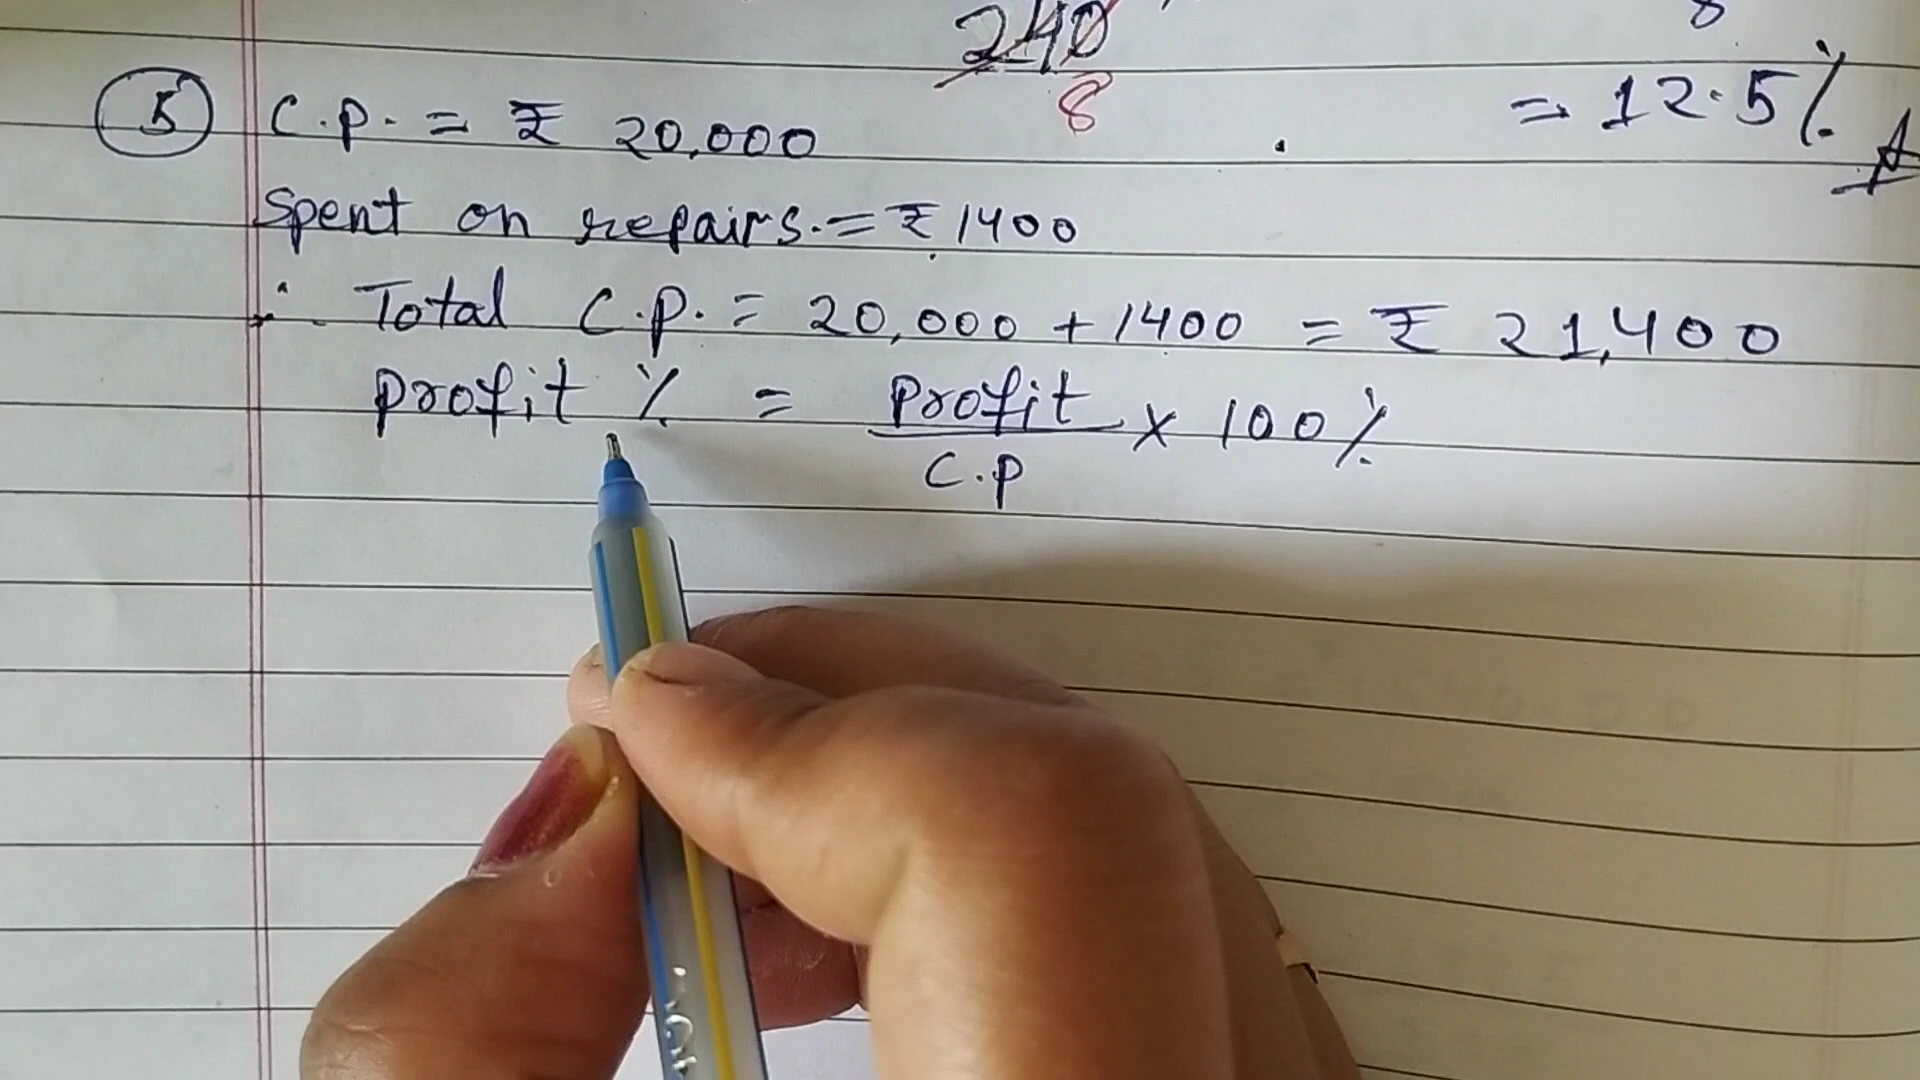 240
8
8
= 12.5%
5 C.P. = ₹ 20,000
Spent on repairs. = ₹ 1400
∴ Total C.P. = 20,000 + 1400 = ₹ 21,400
Profit % = Profit / C.P × 100%